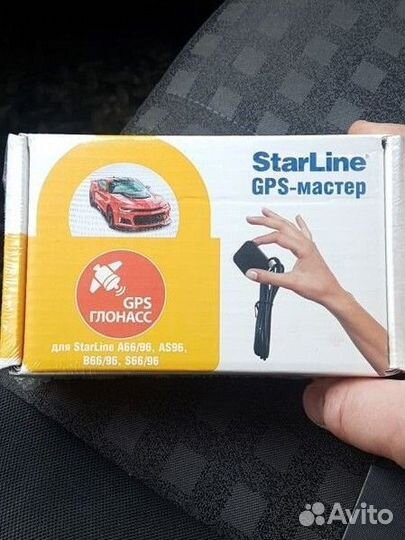 StarLine®
GPS-мастер
GPS
ГЛОНАСС
для StarLine A66/96, AS96,
B66/96, S66/96
Avito